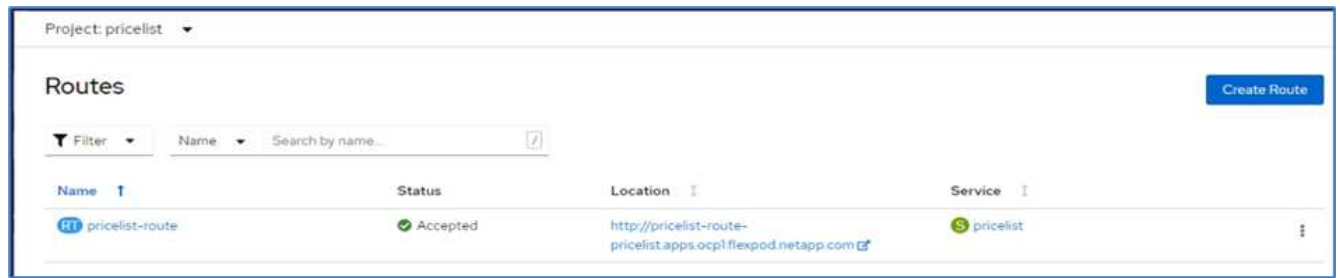 Project: pricelist
Routes
Create Route
Filter Name Search by name... /
Name Status Location Service
RT pricelist-route Accepted http://pricelist-route- S pricelist
pricelist.apps.ocp1.flexpod.netapp.com